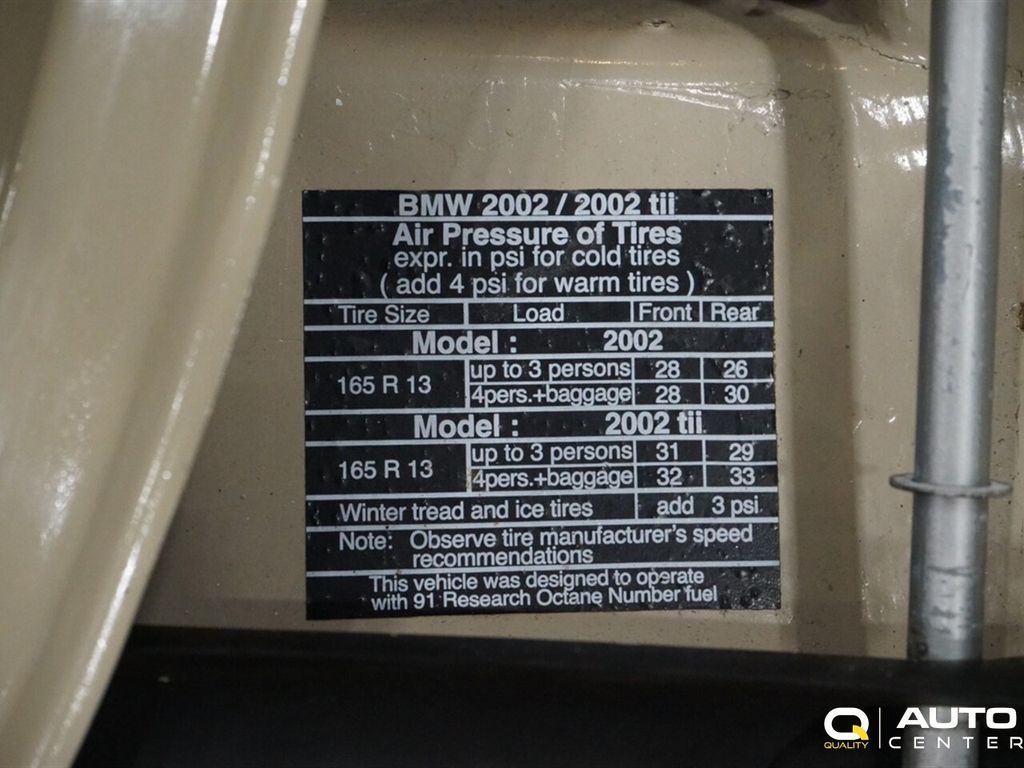 BMW 2002 / 2002 tii
Air Pressure of Tires
expr. in psi for cold tires
( add 4 psi for warm tires )
Tire Size Load Front Rear
Model : 2002
165 R 13 up to 3 persons 28 26
4pers.+baggage 28 30
Model : 2002 tii
165 R 13 up to 3 persons 31 29
4pers.+baggage 32 33
Winter tread and ice tires add 3 psi
Note: Observe tire manufacturer's speed
recommendations
This vehicle was designed to operate
with 91 Research Octane Number fuel
Q QUALITY AUTO
CENTER